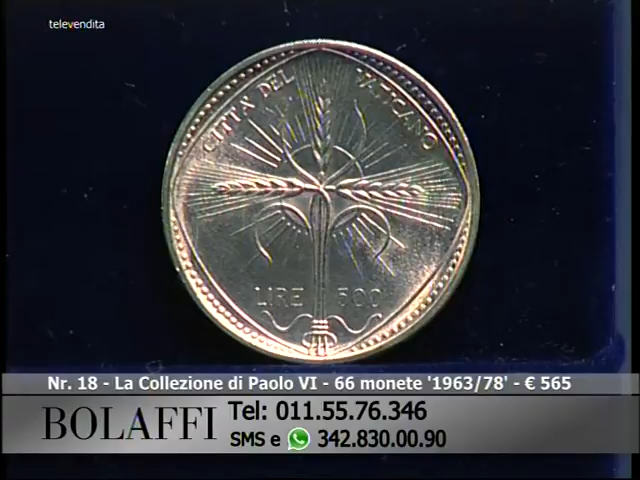 televendita
CITTA' DEL VATICANO
LIRE 500
Nr. 18 - La Collezione di Paolo VI - 66 monete '1963/78' - € 565
BOLAFFI
Tel: 011.55.76.346
SMS e 342.830.00.90